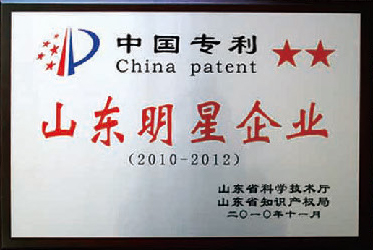 中国专利
China patent
山东明星企业
(2010-2012)
山东省科学技术厅
山东省知识产权局
二〇一〇年十一月